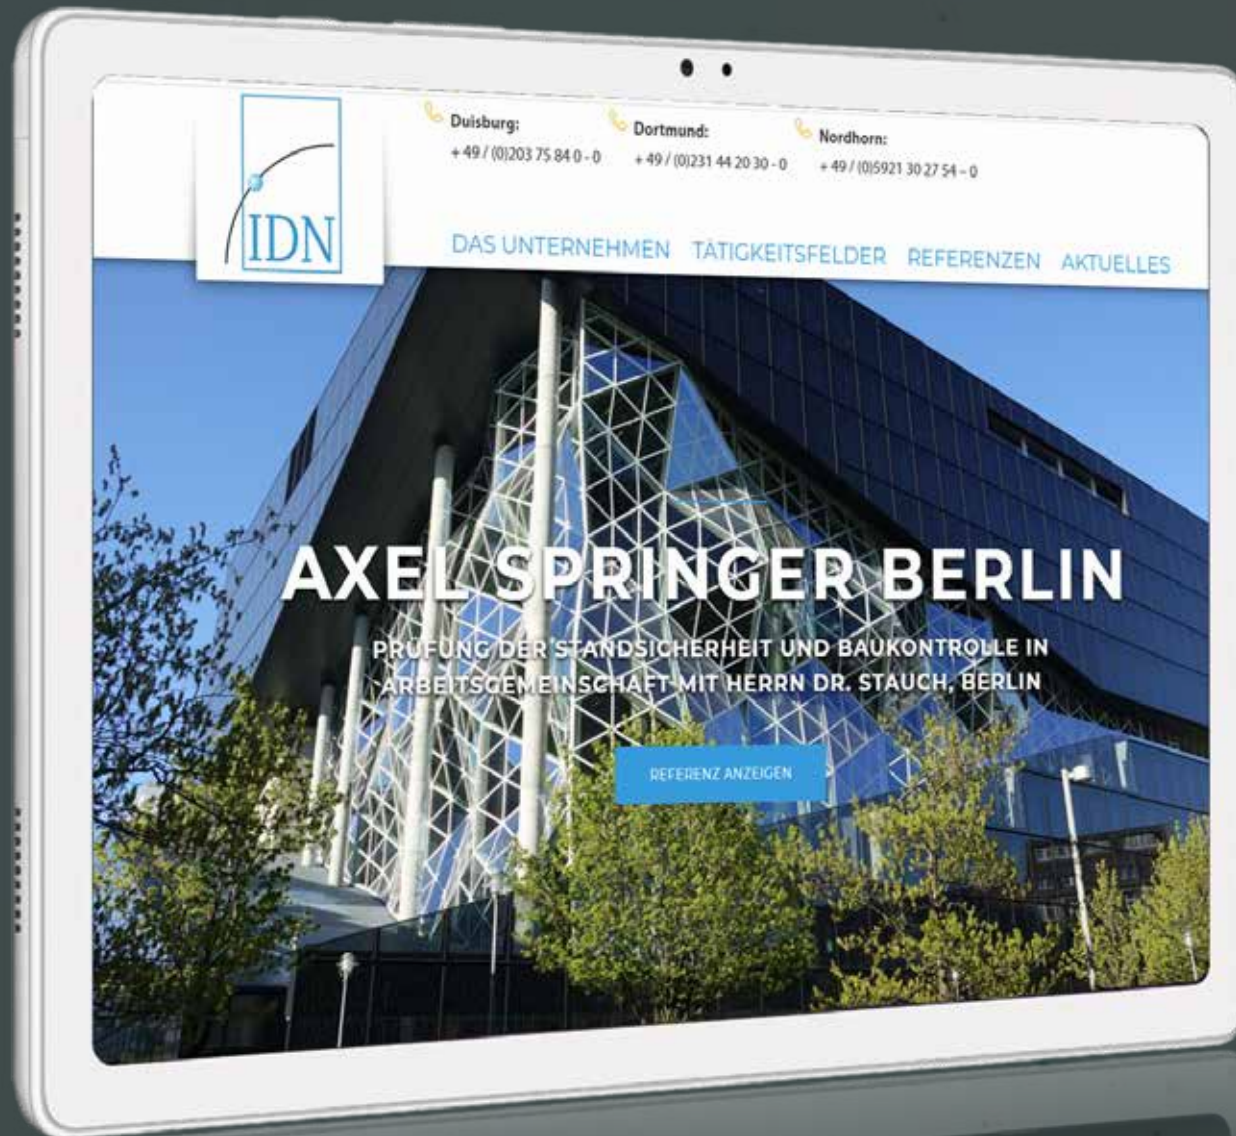 IDN
Duisburg:
+ 49 / (0)203 75 84 0 - 0
Dortmund:
+ 49 / (0)231 44 20 30 - 0
Nordhorn:
+ 49 / (0)5921 30 27 54 – 0
DAS UNTERNEHMEN TÄTIGKEITSFELDER REFERENZEN AKTUELLES
AXEL SPRINGER BERLIN
PRÜFUNG DER STANDSICHERHEIT UND BAUKONTROLLE IN
ARBEITSGEMEINSCHAFT MIT HERRN DR. STAUCH, BERLIN
REFERENZ ANZEIGEN